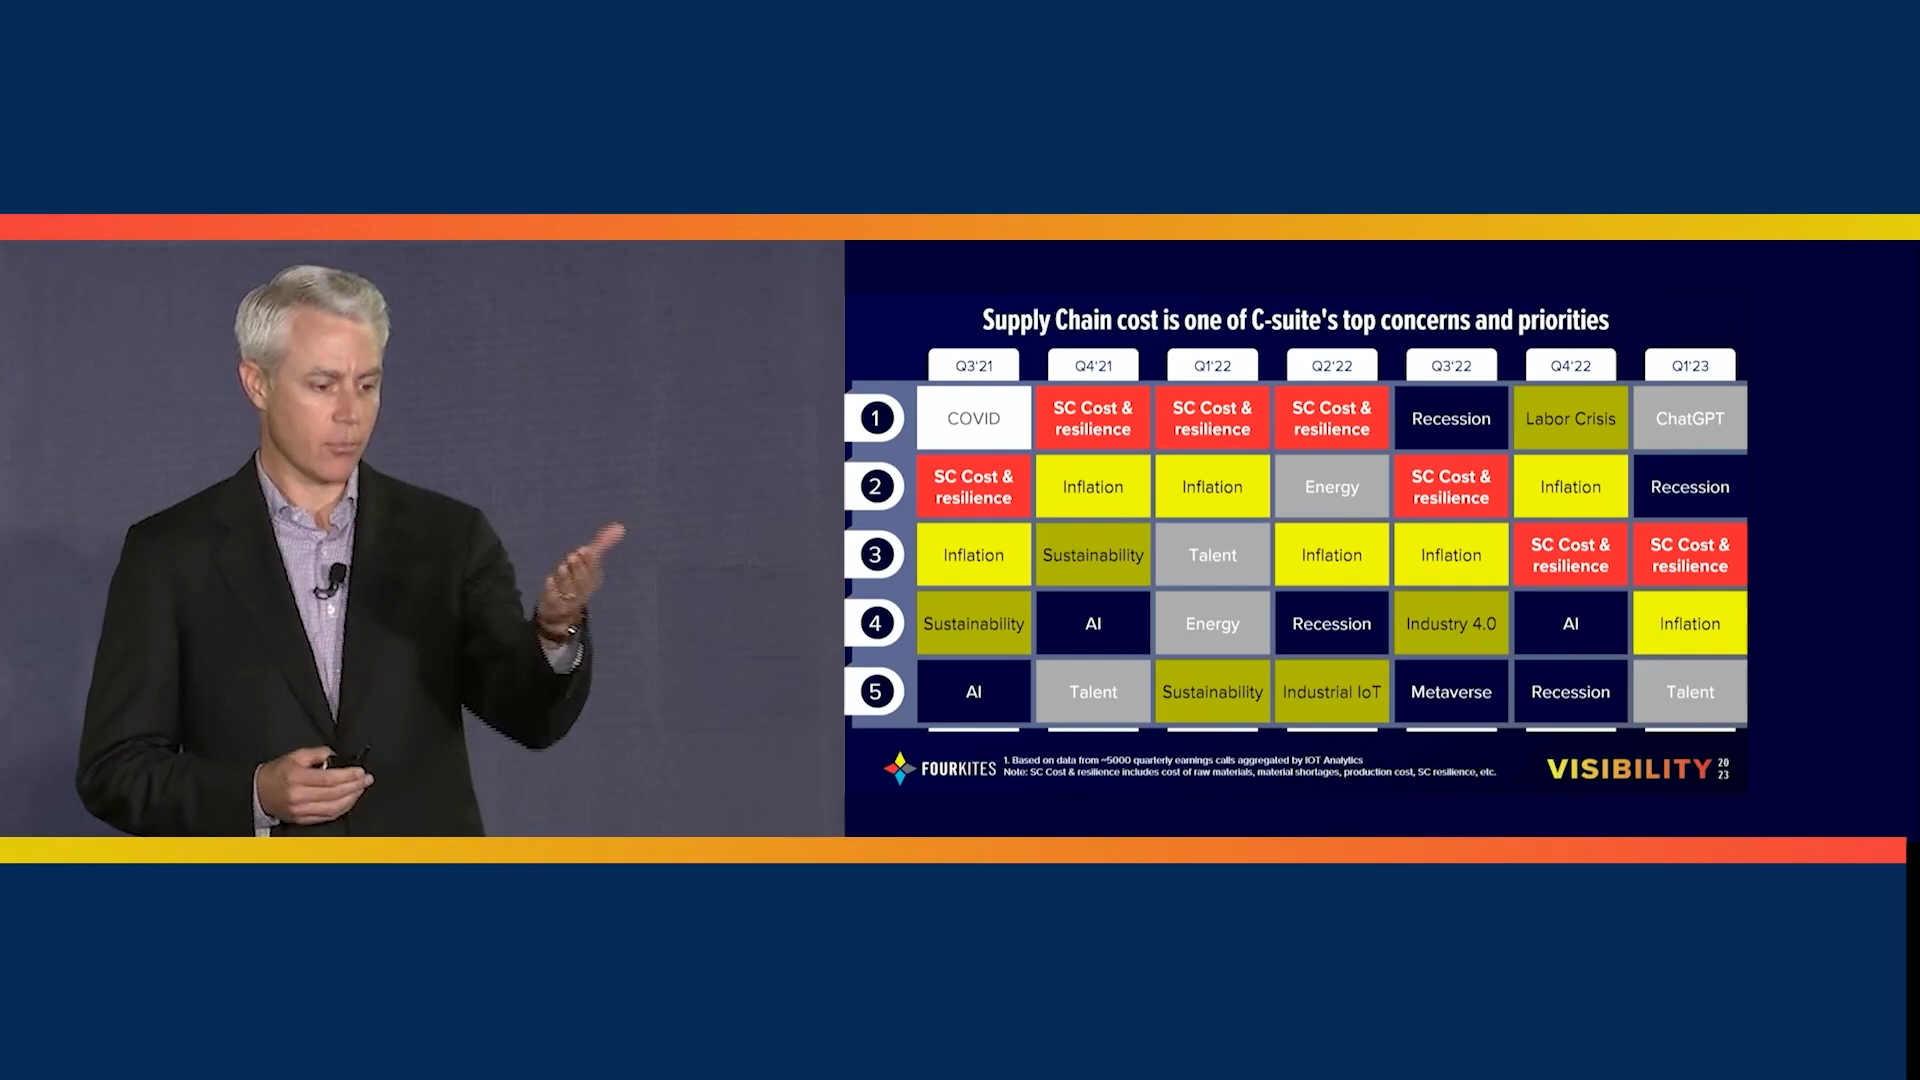 Supply Chain cost is one of C-suite's top concerns and priorities
Q3'21 Q4'21 Q1'22 Q2'22 Q3'22 Q4'22 Q1'23
1 COVID SC Cost & resilience SC Cost & resilience SC Cost & resilience Recession Labor Crisis ChatGPT
2 SC Cost & resilience Inflation Inflation Energy SC Cost & resilience Inflation Recession
3 Inflation Sustainability Talent Inflation Inflation SC Cost & resilience SC Cost & resilience
4 Sustainability AI Energy Recession Industry 4.0 AI Inflation
5 AI Talent Sustainability Industrial IoT Metaverse Recession Talent
FOURKITES
1. Based on data from ~5000 quarterly earnings calls aggregated by IOT Analytics
Note: SC Cost & resilience includes cost of raw materials, material shortages, production cost, SC resilience, etc.
VISIBILITY 20
23